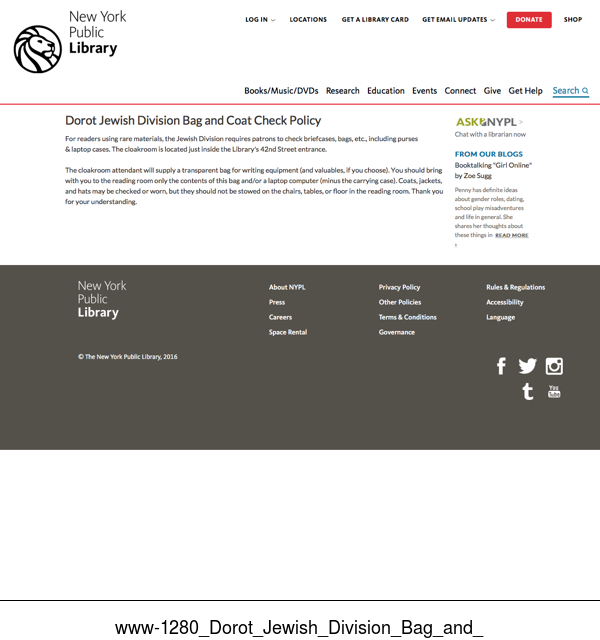 New York
Public
Library
LOG IN
LOCATIONS
GET A LIBRARY CARD
GET EMAIL UPDATES
DONATE
SHOP
Books/Music/DVDs
Research
Education
Events
Connect
Give
Get Help
Search
Dorot Jewish Division Bag and Coat Check Policy
For readers using rare materials, the Jewish Division requires patrons to check briefcases, bags, etc., including purses
& laptop cases. The cloakroom is located just inside the Library's 42nd Street entrance.
The cloakroom attendant will supply a transparent bag for writing equipment (and valuables, if you choose). You should bring
with you to the reading room only the contents of this bag and/or a laptop computer (minus the carrying case). Coats, jackets,
and hats may be checked or worn, but they should not be stowed on the chairs, tables, or floor in the reading room. Thank you
for your understanding.
ASK NYPL >
Chat with a librarian now
FROM OUR BLOGS
Booktalking "Girl Online"
by Zoe Sugg
Penny has definite ideas
about gender roles, dating,
school play misadventures
and life in general. She
shares her thoughts about
these things in READ MORE
New York
Public
Library
About NYPL
Press
Careers
Space Rental
Privacy Policy
Other Policies
Terms & Conditions
Governance
Rules & Regulations
Accessibility
Language
© The New York Public Library, 2016
You
Tube
www-1280_Dorot_Jewish_Division_Bag_and_